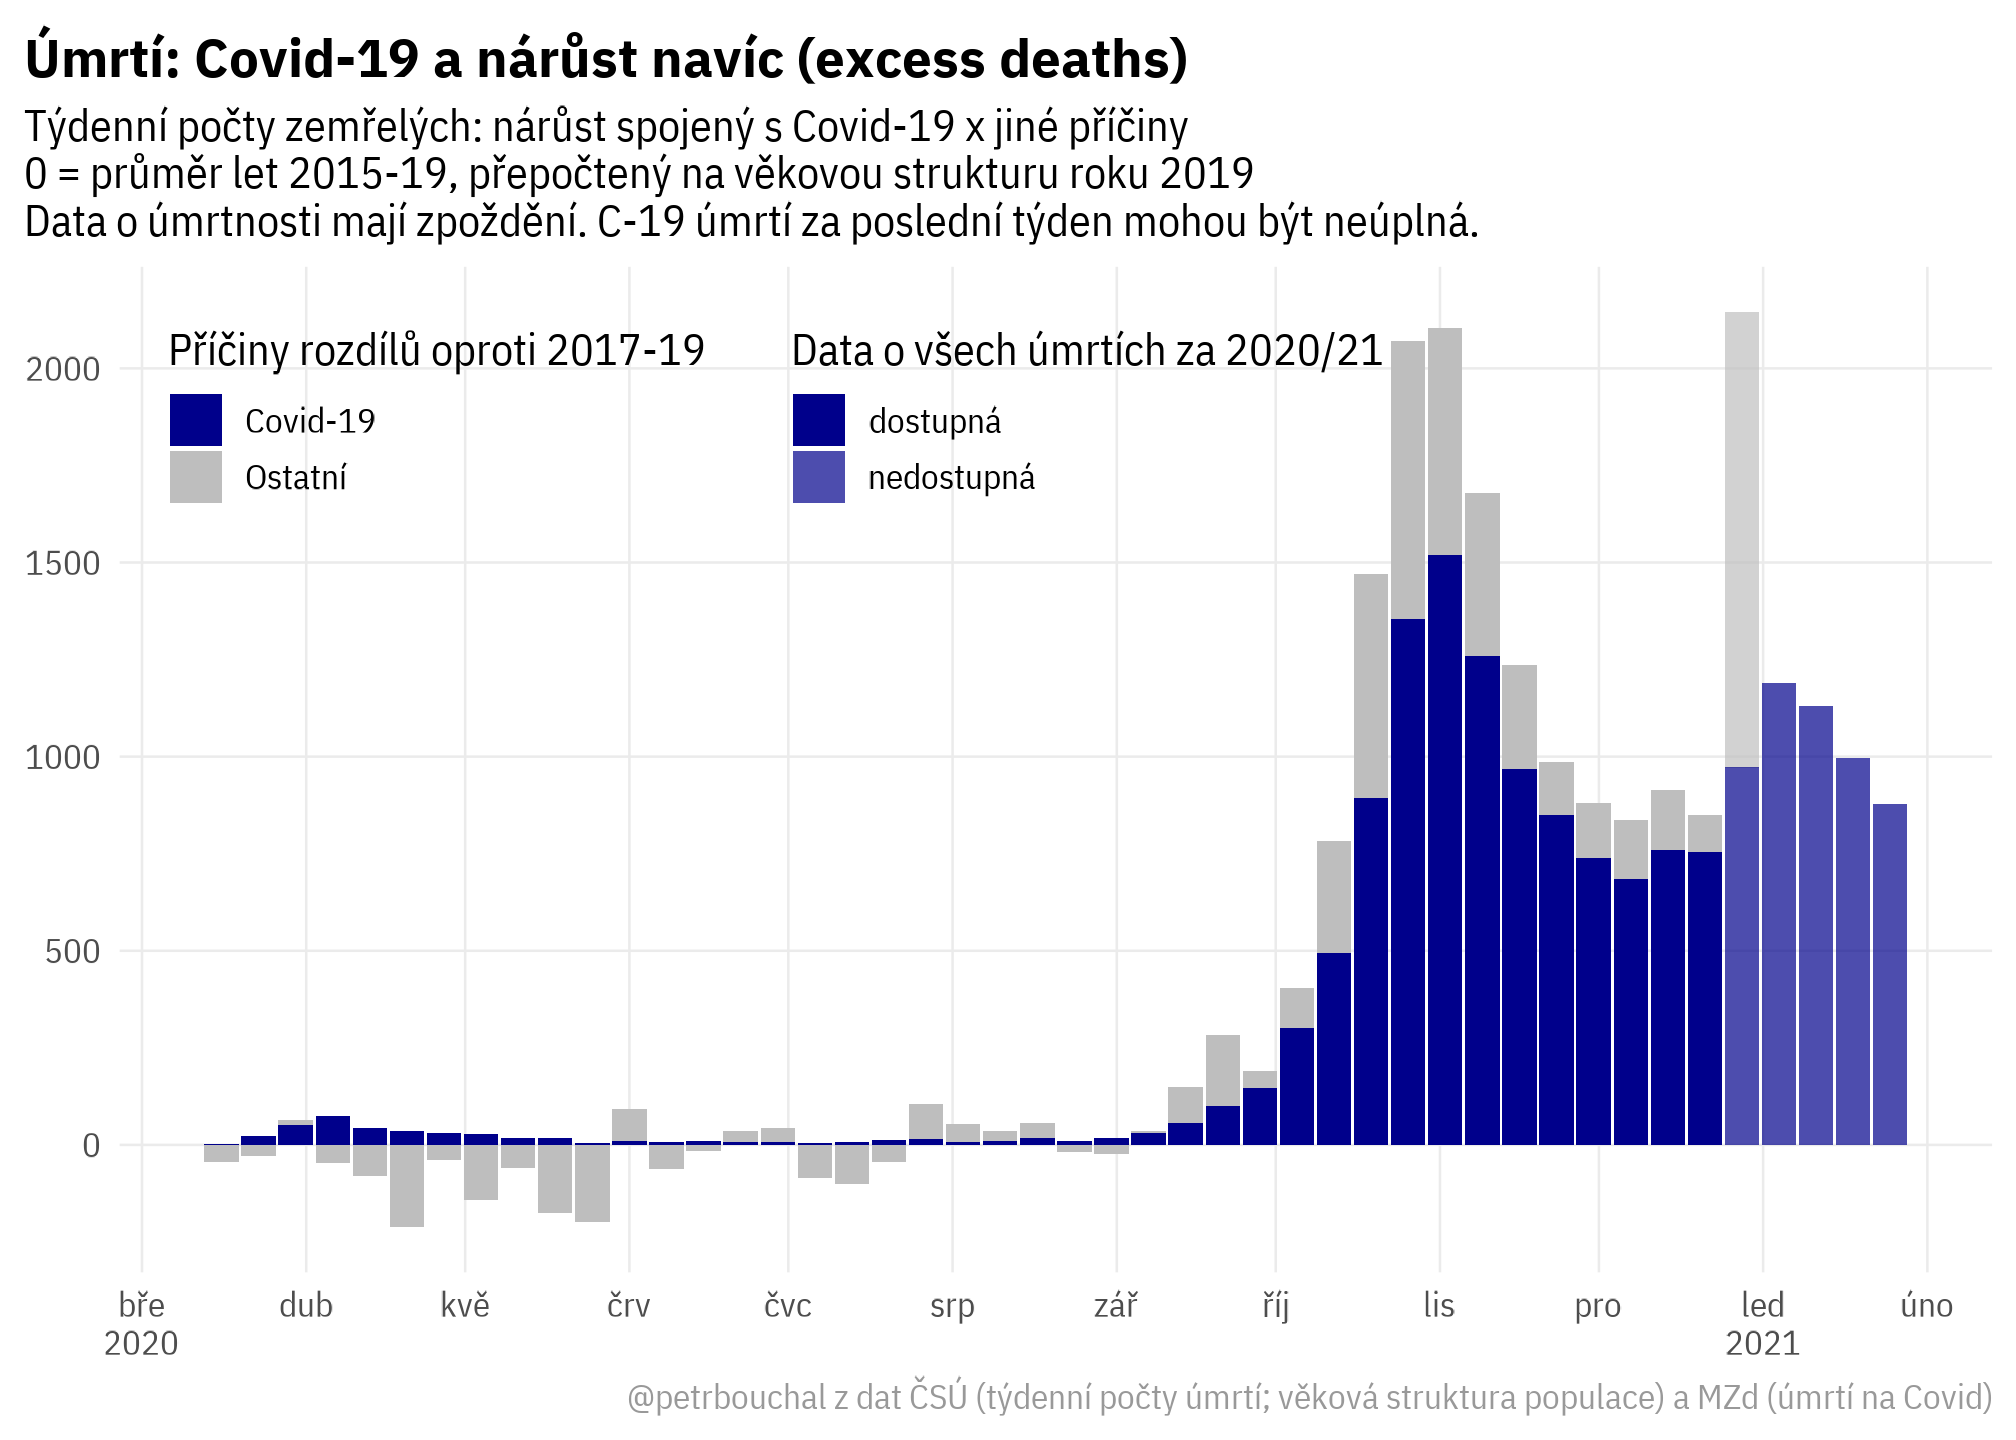 Úmrtí: Covid-19 a nárůst navíc (excess deaths)
Týdenní počty zemřelých: nárůst spojený s Covid-19 x jiné příčiny
0 = průměr let 2015-19, přepočtený na věkovou strukturu roku 2019
Data o úmrtnosti mají zpoždění. C-19 úmrtí za poslední týden mohou být neúplná.
Příčiny rozdílů oproti 2017-19
Covid-19
Ostatní
Data o všech úmrtích za 2020/21
dostupná
nedostupná
2000
1500
1000
500
0
bře dub kvě črv čvc srp zář říj lis pro led úno
2020 2021
@petrbouchal z dat ČSÚ (týdenní počty úmrtí; věková struktura populace) a MZd (úmrtí na Covid)